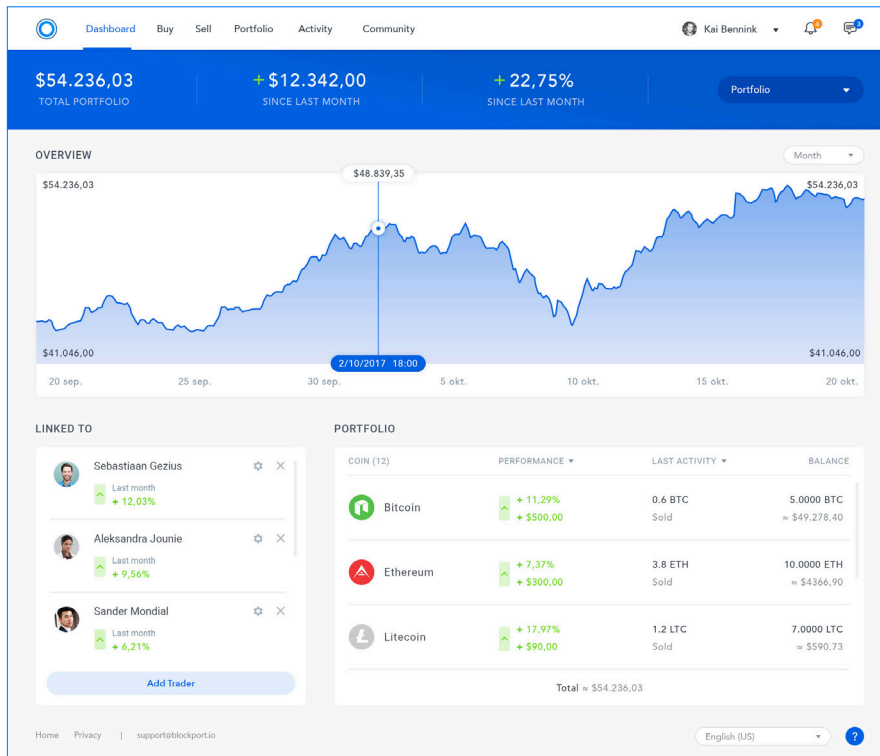 Dashboard Buy Sell Portfolio Activity Community Kai Bennink 4 3
$54.236,03 + $12.342,00 + 22,75% Portfolio
TOTAL PORTFOLIO SINCE LAST MONTH SINCE LAST MONTH
OVERVIEW Month
$48.839,35
$54.236,03 $54.236,03
$41.046,00 $41.046,00
2/10/2017 18:00
20 sep. 25 sep. 30 sep. 5 okt. 10 okt. 15 okt. 20 okt.
LINKED TO
Sebastiaan Gezius
Last month
+ 12,03%
Aleksandra Jounie
Last month
+ 9,56%
Sander Mondial
Last month
+ 6,21%
Add Trader
PORTFOLIO
COIN (12) PERFORMANCE LAST ACTIVITY BALANCE
Bitcoin + 11,29% 0.6 BTC 5.0000 BTC
+ $500,00 Sold ≈ $49.278,40
Ethereum + 7,37% 3.8 ETH 10.0000 ETH
+ $300,00 Sold ≈ $4366,90
Litecoin + 17,97% 1.2 LTC 7.0000 LTC
+ $90,00 Sold ≈ $590.73
Total ≈ $54.236,03
Home Privacy | support@blockport.io English (US) ?